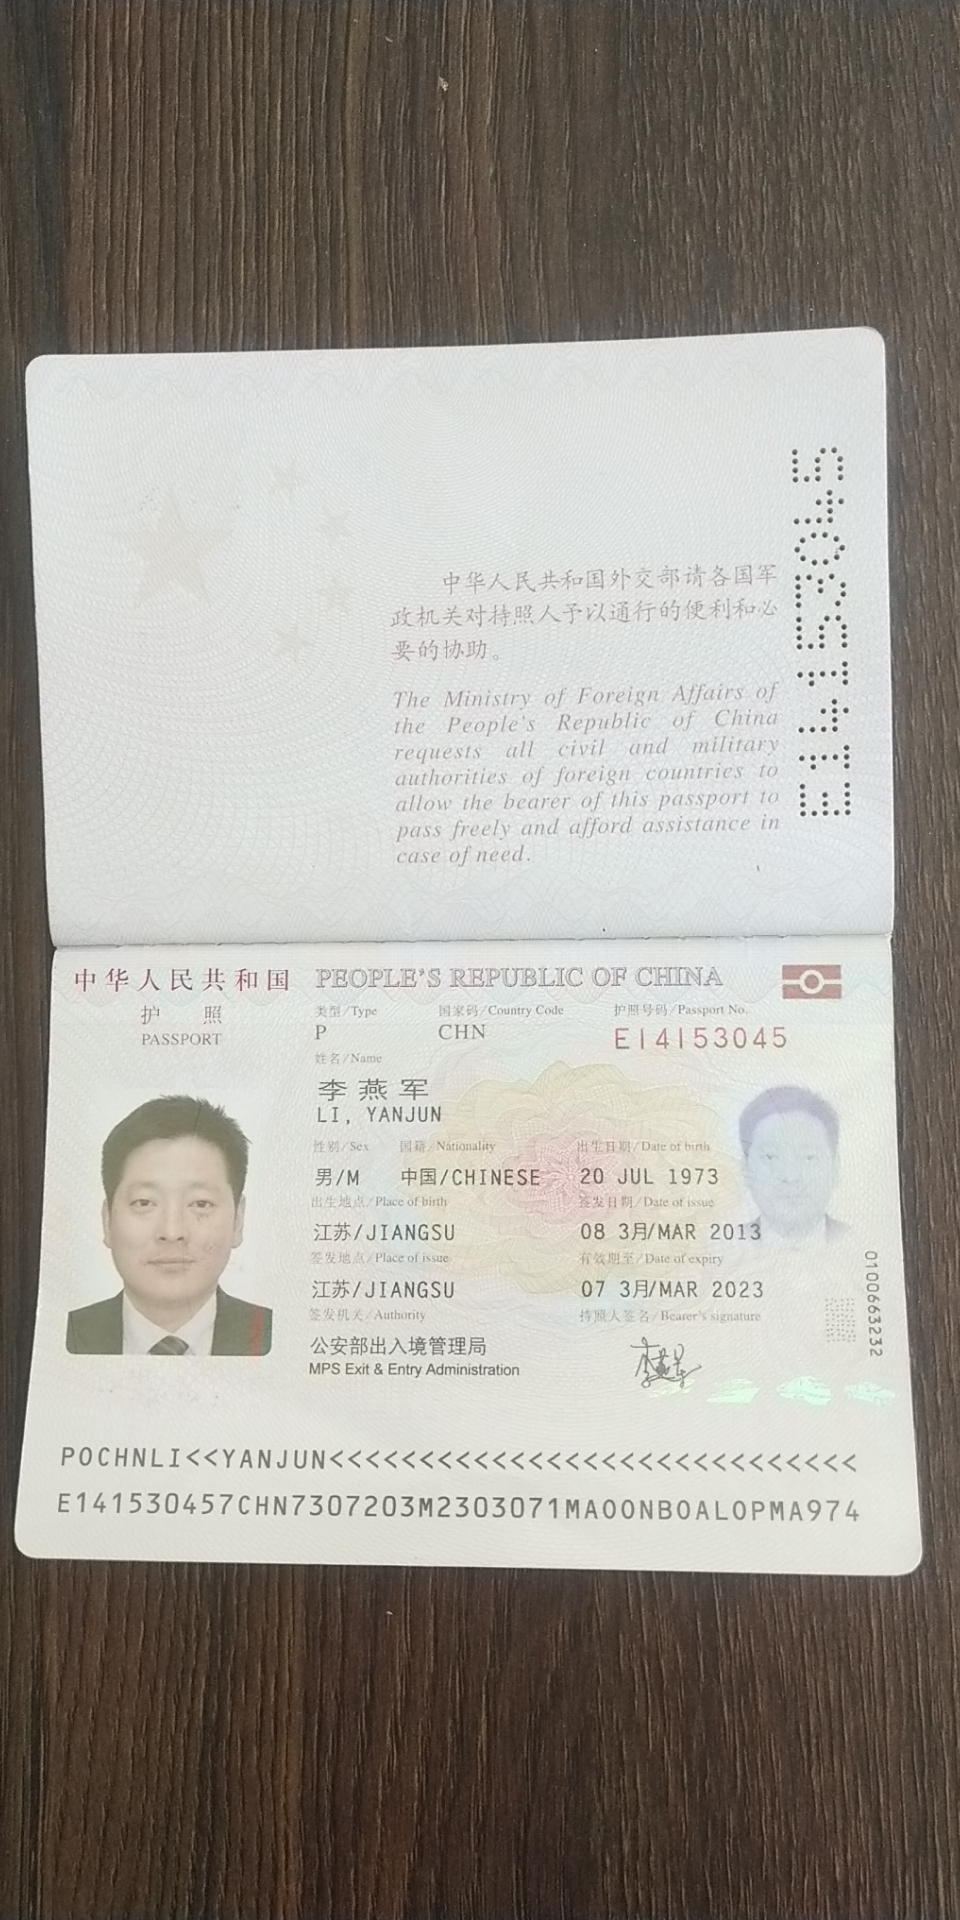 中华人民共和国外交部请各国军
政机关对持照人予以通行的便利和必
要的协助。
The Ministry of Foreign Affairs of
the People's Republic of China
requests all civil and military
authorities of foreign countries to
allow the bearer of this passport to
pass freely and afford assistance in
case of need.
E14153045
中华人民共和国 PEOPLE'S REPUBLIC OF CHINA
护 照
PASSPORT
类型/Type 国家码/Country Code 护照号码/Passport No.
P CHN E14153045
姓名/Name
李燕军
LI, YANJUN
性别/Sex 国籍/Nationality 出生日期/Date of birth
男/M 中国/CHINESE 20 JUL 1973
出生地点/Place of birth 签发日期/Date of issue
江苏/JIANGSU 08 3月/MAR 2013
签发地点/Place of issue 有效期至/Date of expiry
江苏/JIANGSU 07 3月/MAR 2023
签发机关/Authority 持照人签名/Bearer's signature
公安部出入境管理局
MPS Exit & Entry Administration
李燕军
0100663232
POCHNLI<<YANJUN<<<<<<<<<<<<<<<<<<<<<<<<<<<<<
E141530457CHN7307203M2303071MAOONBOALOPMA974